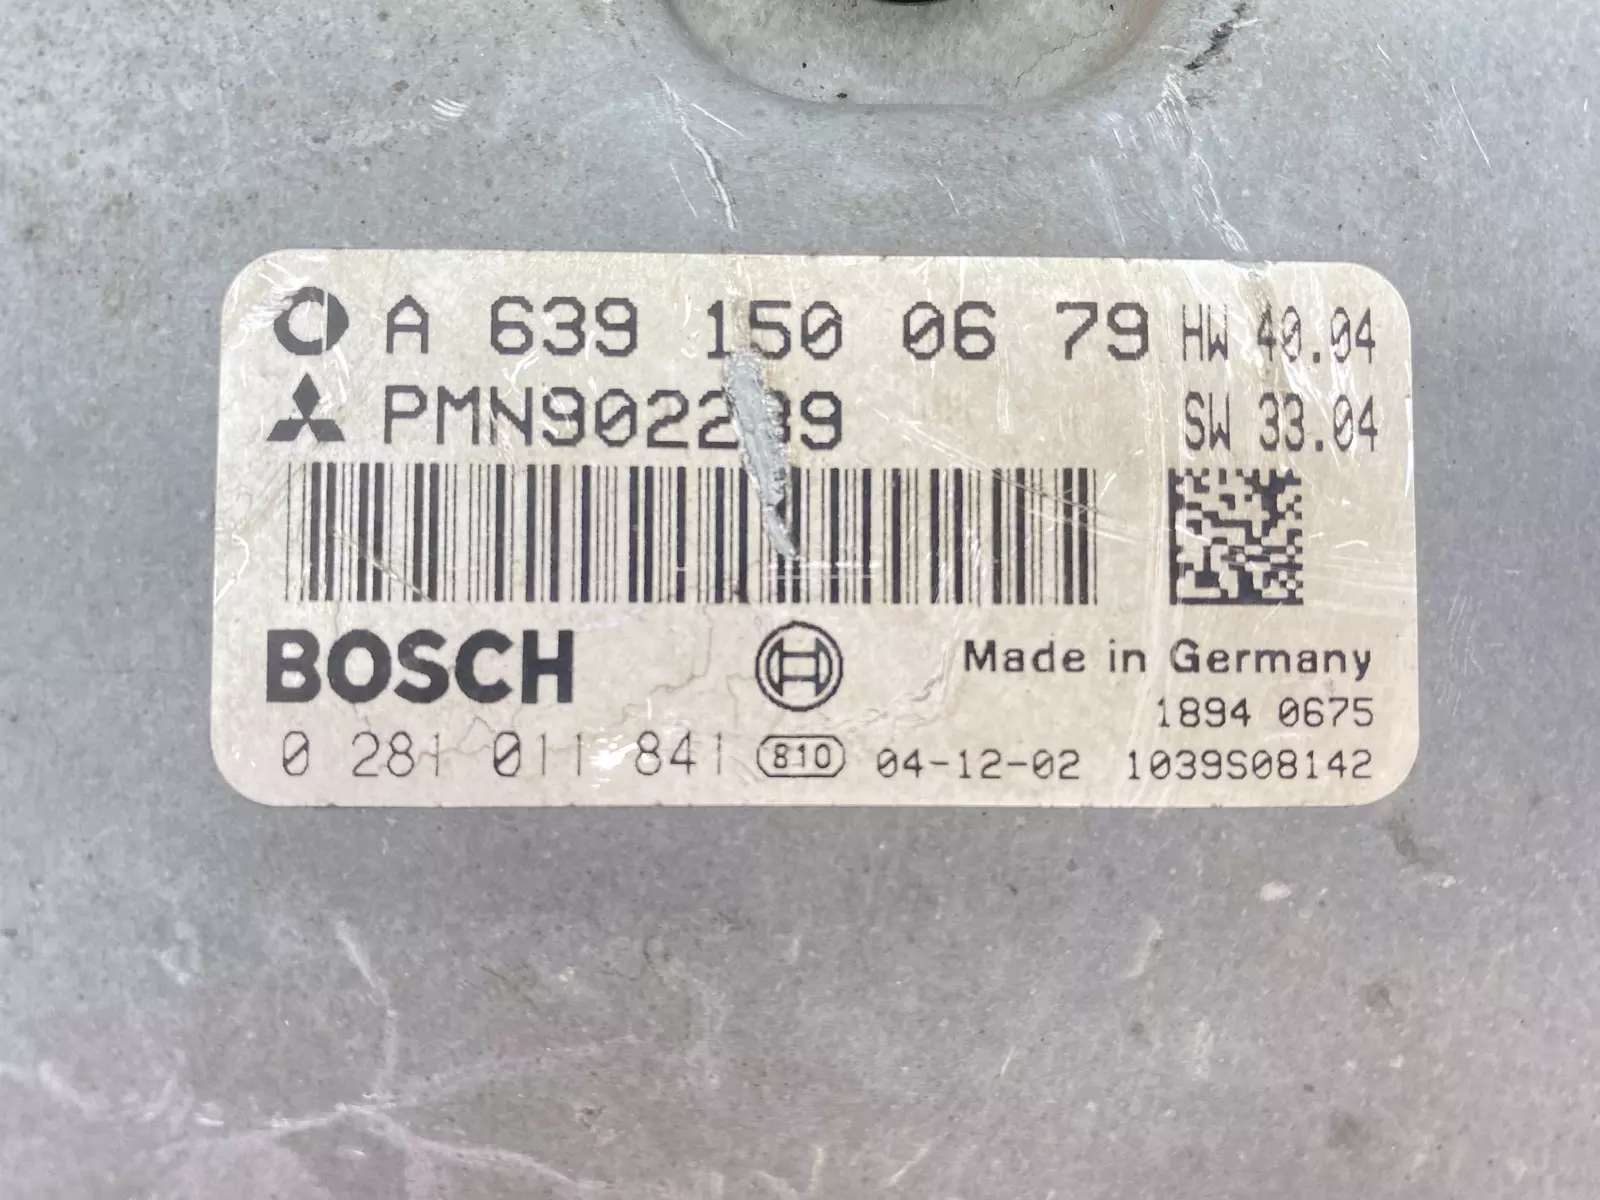 A 639 150 06 79 HW 40.04
SW 33.04
BOSCH
Made in Germany
1894 0675
0 281 011 841 810 04-12-02 1039S08142